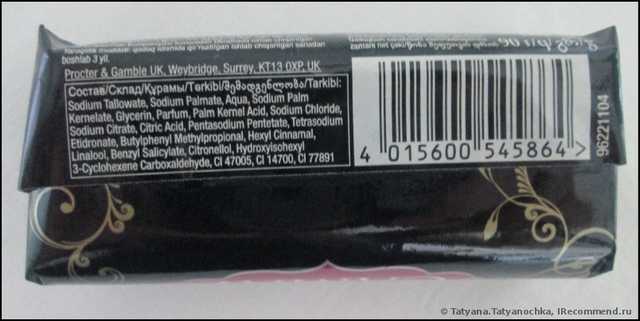 boshlab 3 yil.
Procter & Gamble UK, Weybridge, Surrey, KT13 0XP, UK
Состав/Склад/Құрамы/Tərkibi/შემადგენლობა/Tarkibi:
Sodium Tallowate, Sodium Palmate, Aqua, Sodium Palm
Kernelate, Glycerin, Parfum, Palm Kernel Acid, Sodium Chloride,
Sodium Citrate, Citric Acid, Pentasodium Pentetate, Tetrasodium
Etidronate, Butylphenyl Methylpropional, Hexyl Cinnamal,
Linalool, Benzyl Salicylate, Citronellol, Hydroxyisohexyl
3-Cyclohexene Carboxaldehyde, CI 47005, CI 14700, CI 77891
4 015600 545864 >
96221104
© Tatyana.Tatyanochka, IRecommend.ru